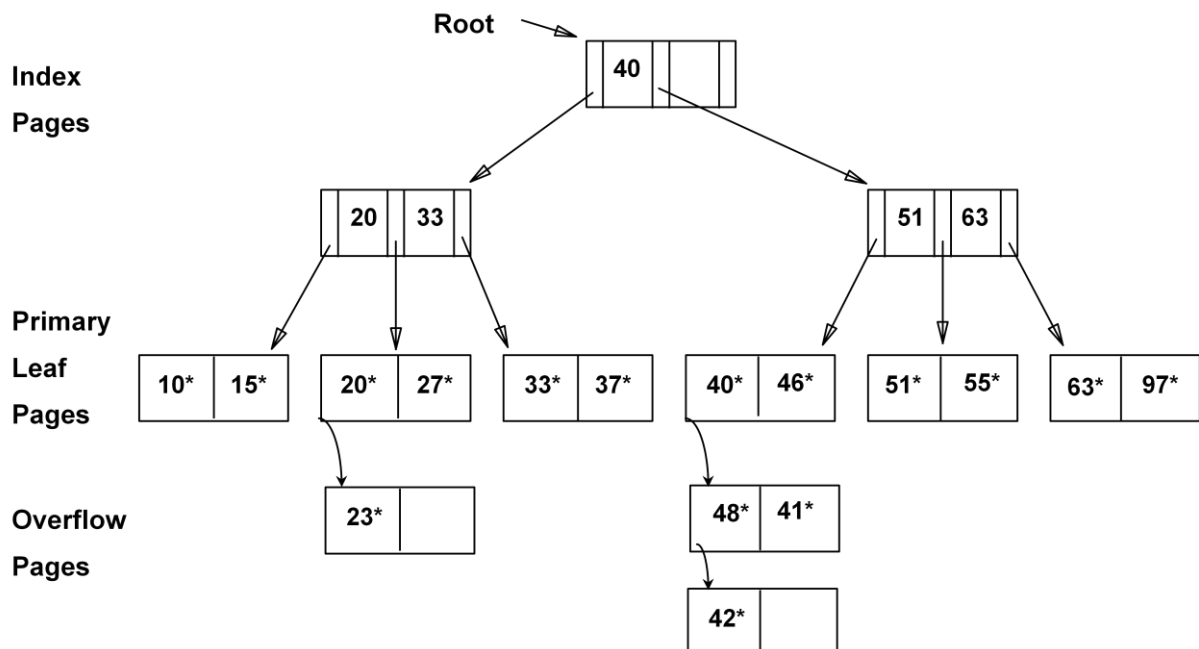 Root
Index
Pages
40
20 33 51 63
Primary
Leaf
Pages
10* 15* 20* 27* 33* 37* 40* 46* 51* 55* 63* 97*
Overflow
Pages
23* 48* 41*
42*